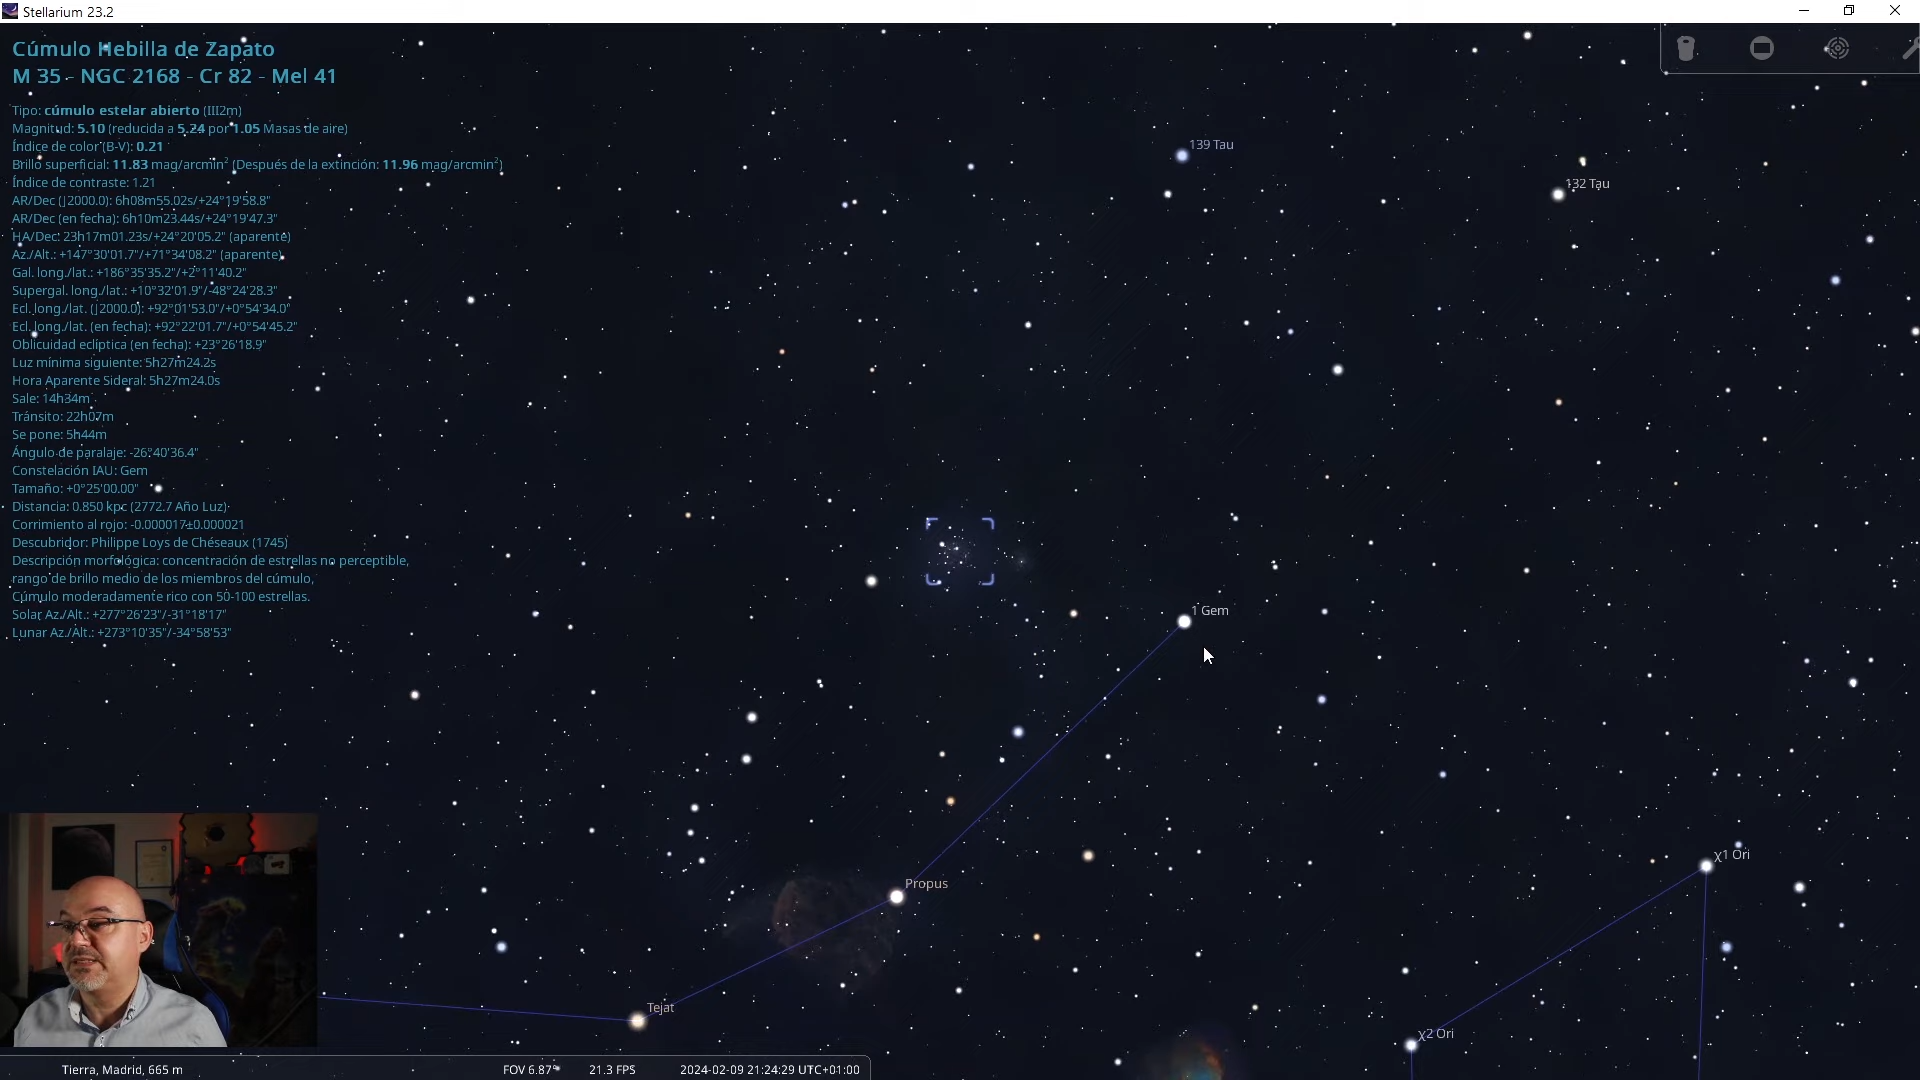 Stellarium 23.2
Cúmulo Hebilla de Zapato
M 35 - NGC 2168 - Cr 82 - Mel 41
Tipo: cúmulo estelar abierto (III2m)
Magnitud: 5.10 (reducida a 5.24 por 1.05 Masas de aire)
Índice de color (B-V): 0.21
Brillo superficial: 11.83 mag/arcmin² (Después de la extinción: 11.96 mag/arcmin²)
Índice de contraste: 1.21
AR/Dec (J2000.0): 6h08m55.02s/+24°19'58.8"
AR/Dec (en fecha): 6h10m23.44s/+24°19'47.3"
HA/Dec: 23h17m01.23s/+24°20'05.2" (aparente)
Az./Alt.: +147°30'01.7"/+71°34'08.2" (aparente)
Gal. long./lat.: +186°35'35.2"/+2°11'40.2"
Supergal. long./lat.: +10°32'01.9"/-48°24'28.3"
Ecl. long./lat. (J2000.0): +92°01'53.0"/+0°54'34.0"
Ecl. long./lat. (en fecha): +92°22'01.7"/+0°54'45.2"
Oblicuidad eclíptica (en fecha): +23°26'18.9"
Luz mínima siguiente: 5h27m24.2s
Hora Aparente Sideral: 5h27m24.0s
Sale: 14h34m
Tránsito: 22h07m
Se pone: 5h44m
Ángulo de paralaje: -26°40'36.4"
Constelación IAU: Gem
Tamaño: +0°25'00.00"
Distancia: 0.850 kpc (2772.7 Año Luz)
Corrimiento al rojo: -0.000017±0.000021
Descubridor: Philippe Loys de Chéseaux (1745)
Descripción morfológica: concentración de estrellas no perceptible,
rango de brillo medio de los miembros del cúmulo,
Cúmulo moderadamente rico con 50-100 estrellas.
Solar Az./Alt.: +277°26'23"/-31°18'17"
Lunar Az./Alt.: +273°10'35"/-34°58'53"
139 Tau
132 Tau
1 Gem
χ1 Ori
Propus
Tejat
χ2 Ori
Tierra, Madrid, 665 m
FOV 6.87°
21.3 FPS
2024-02-09 21:24:29 UTC+01:00